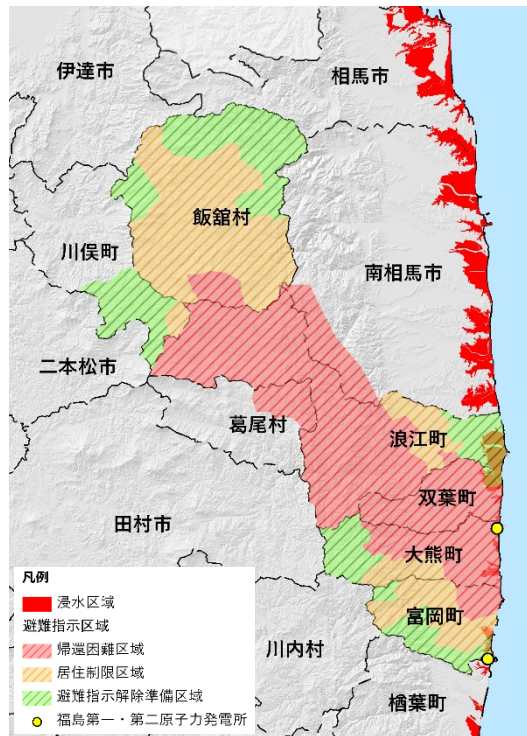 伊達市
相馬市
飯舘村
川俣町
南相馬市
二本松市
葛尾村
浪江町
双葉町
田村市
大熊町
富岡町
川内村
楢葉町
凡例
浸水区域
避難指示区域
帰還困難区域
居住制限区域
避難指示解除準備区域
福島第一・第二原子力発電所